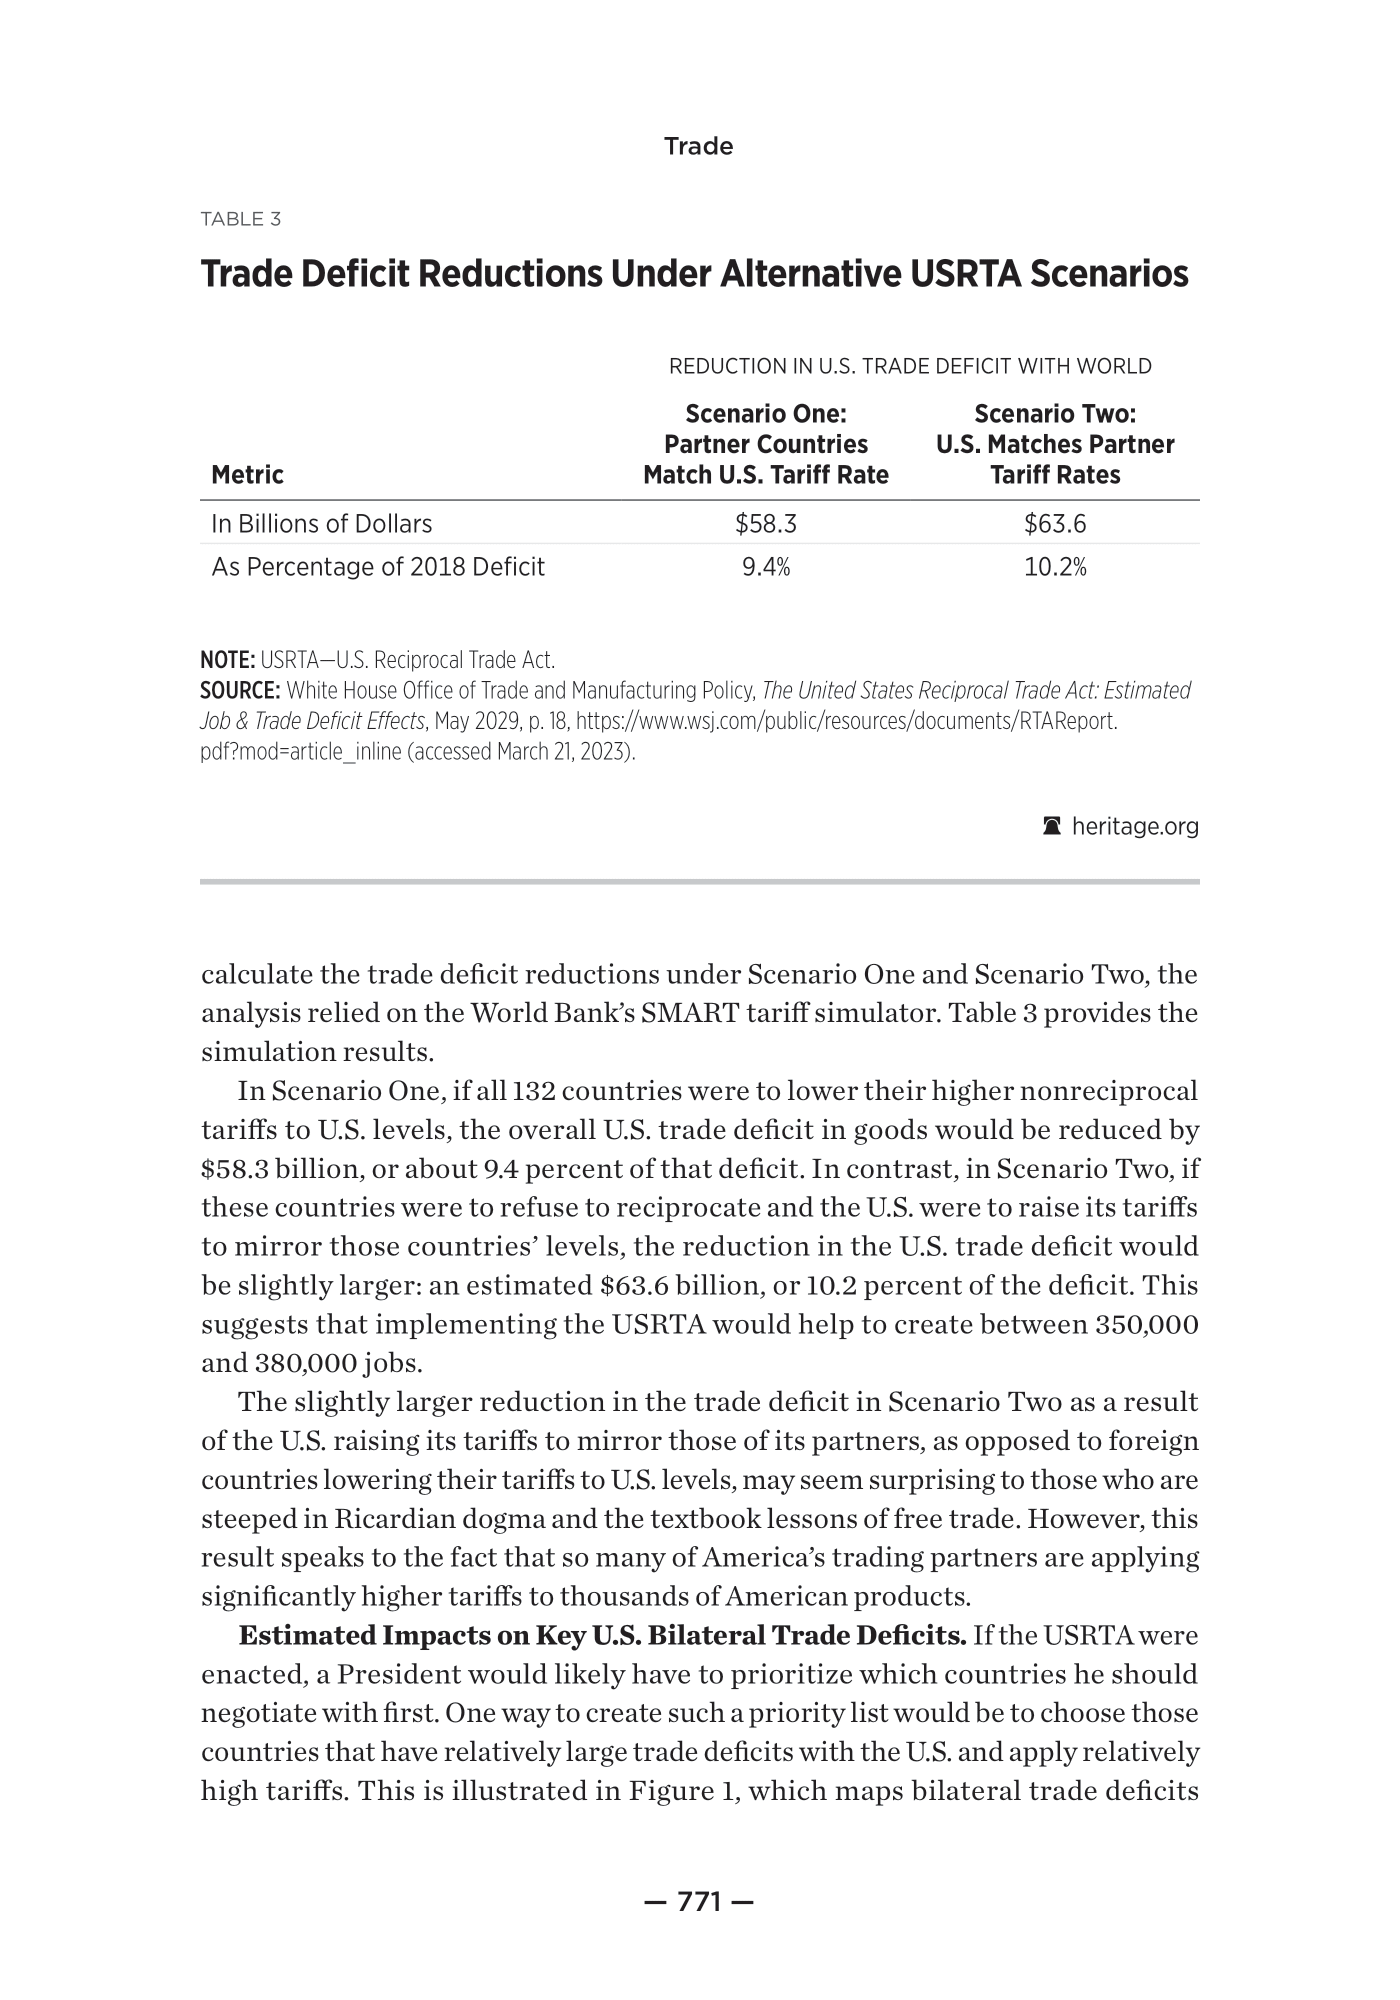 Trade
TABLE 3
Trade Deficit Reductions Under Alternative USRTA Scenarios
REDUCTION IN U.S. TRADE DEFICIT WITH WORLD
Metric
Scenario One:
Partner Countries
Match U.S. Tariff Rate
Scenario Two:
U.S. Matches Partner
Tariff Rates
In Billions of Dollars $58.3 $63.6
As Percentage of 2018 Deficit 9.4% 10.2%
NOTE: USRTA—U.S. Reciprocal Trade Act.
SOURCE: White House Office of Trade and Manufacturing Policy, The United States Reciprocal Trade Act: Estimated
Job & Trade Deficit Effects, May 2029, p. 18, https://www.wsj.com/public/resources/documents/RTAReport.
pdf?mod=article_inline (accessed March 21, 2023).
heritage.org
calculate the trade deficit reductions under Scenario One and Scenario Two, the
analysis relied on the World Bank’s SMART tariff simulator. Table 3 provides the
simulation results.
In Scenario One, if all 132 countries were to lower their higher nonreciprocal
tariffs to U.S. levels, the overall U.S. trade deficit in goods would be reduced by
$58.3 billion, or about 9.4 percent of that deficit. In contrast, in Scenario Two, if
these countries were to refuse to reciprocate and the U.S. were to raise its tariffs
to mirror those countries’ levels, the reduction in the U.S. trade deficit would
be slightly larger: an estimated $63.6 billion, or 10.2 percent of the deficit. This
suggests that implementing the USRTA would help to create between 350,000
and 380,000 jobs.
The slightly larger reduction in the trade deficit in Scenario Two as a result
of the U.S. raising its tariffs to mirror those of its partners, as opposed to foreign
countries lowering their tariffs to U.S. levels, may seem surprising to those who are
steeped in Ricardian dogma and the textbook lessons of free trade. However, this
result speaks to the fact that so many of America’s trading partners are applying
significantly higher tariffs to thousands of American products.
Estimated Impacts on Key U.S. Bilateral Trade Deficits. If the USRTA were
enacted, a President would likely have to prioritize which countries he should
negotiate with first. One way to create such a priority list would be to choose those
countries that have relatively large trade deficits with the U.S. and apply relatively
high tariffs. This is illustrated in Figure 1, which maps bilateral trade deficits
— 771 —